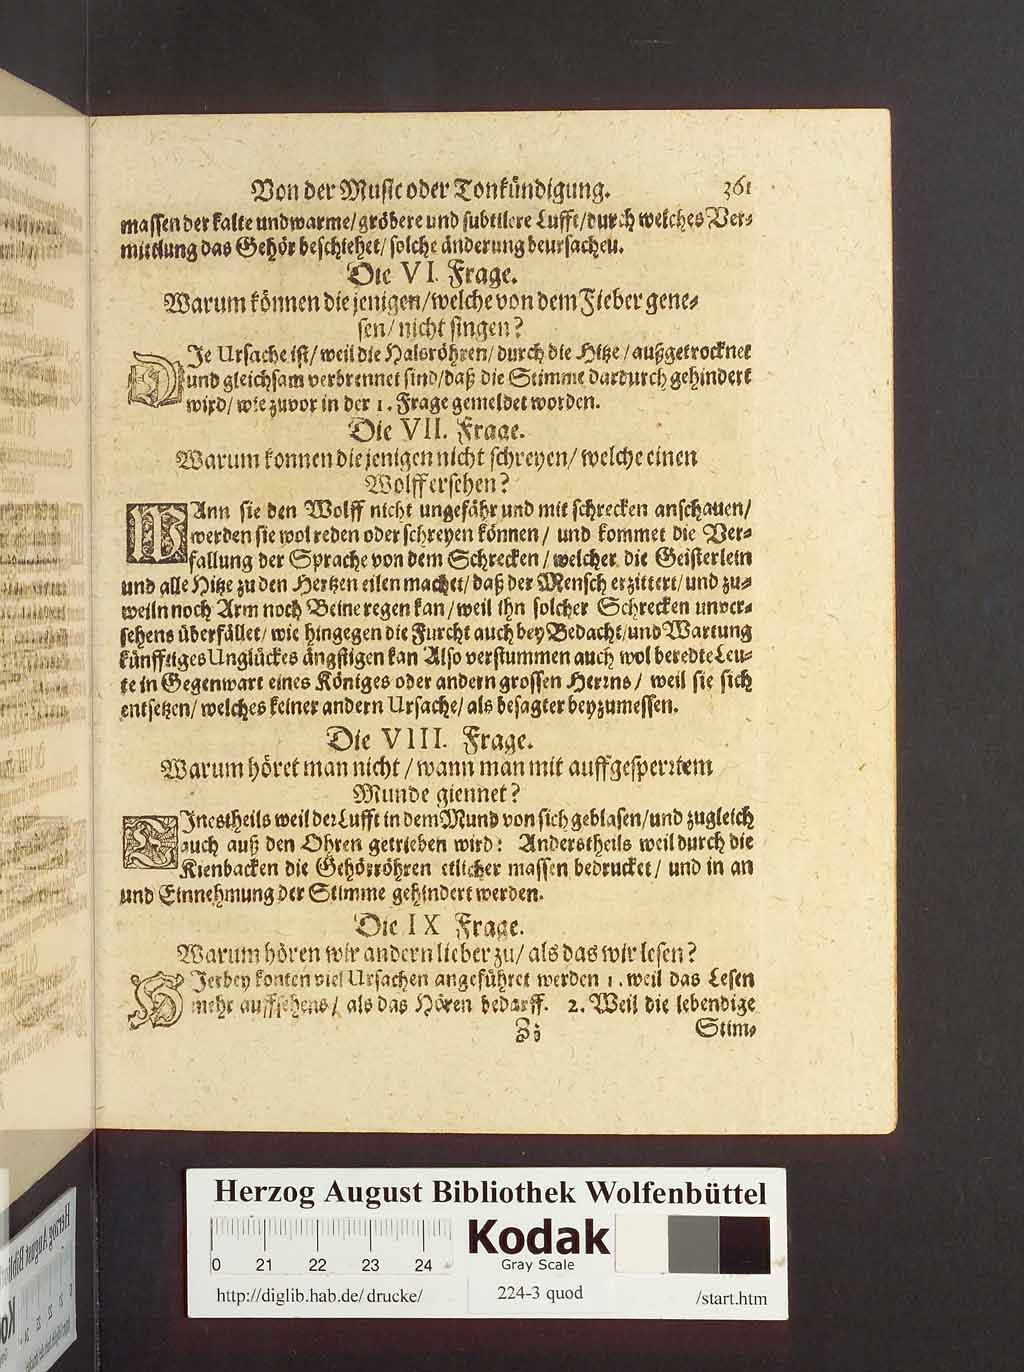 Von der Music oder Tonkündigung. 361
massen der kalte und warme/ gröbere und subtilere Lufft/ durch welches Ver-
mittlung das Gehör beschiehet/ solche änderung beursachen.
Die VI. Frage.
Warum können die jenigen/ welche von dem Fieber gene-
sen/ nicht singen?
DJe Ursache ist/ weil die Halsröhren/ durch die Hitze/ außgetrocknet
und gleichsam verbrennet sind/ daß die Stimme dardurch gehindert
wird/ wie zuvor in der 1. Frage gemeldet worden.
Die VII. Frage.
Warum konnen die jenigen nicht schreyen/ welche einen
Wolff ersehen?
WAnn sie den Wolff nicht ungefähr und mit schrecken anschauen/
werden sie wol reden oder schreyen können/ und kommet die Ver-
fallung der Sprache von dem Schrecken/ welcher die Geisterlein
und alle Hitze zu den Hertzen eilen machet/ daß der Mensch erzittert/ und zu-
weiln noch Arm noch Beine regen kan/ weil ihn solcher Schrecken unver-
sehens überfället/ wie hingegen die Furcht auch bey Bedacht/ und Wartung
künfftiges Unglückes ängstigen kan Also verstummen auch wol beredte Leu-
te in Gegenwart eines Königes oder andern grossen Herrns/ weil sie sich
entsetzen/ welches keiner andern Ursache/ als besagter beyzumessen.
Die VIII. Frage.
Warum höret man nicht/ wann man mit auffgesperrtem
Munde giennet?
EJnestheils weil der Lufft in dem Mund von sich geblasen/ und zugleich
auch auß den Ohren getrieben wird: Anderstheils weil durch die
Kienbacken die Gehörröhren etlicher massen bedrucket/ und in an
und Einnehmung der Stimme gehindert werden.
Die IX Frage.
Warum hören wir andern lieber zu/ als das wir lesen?
HJerbey konten viel Ursachen angeführet werden 1. weil das Lesen
mehr auffsehens/ als das Hören bedarff. 2. Weil die lebendige
Zz Stim-
Herzog August Bibliothek Wolfenbüttel
0 21 22 23 24
Kodak
Gray Scale
http://diglib.hab.de/drucke/ 224-3 quod /start.htm